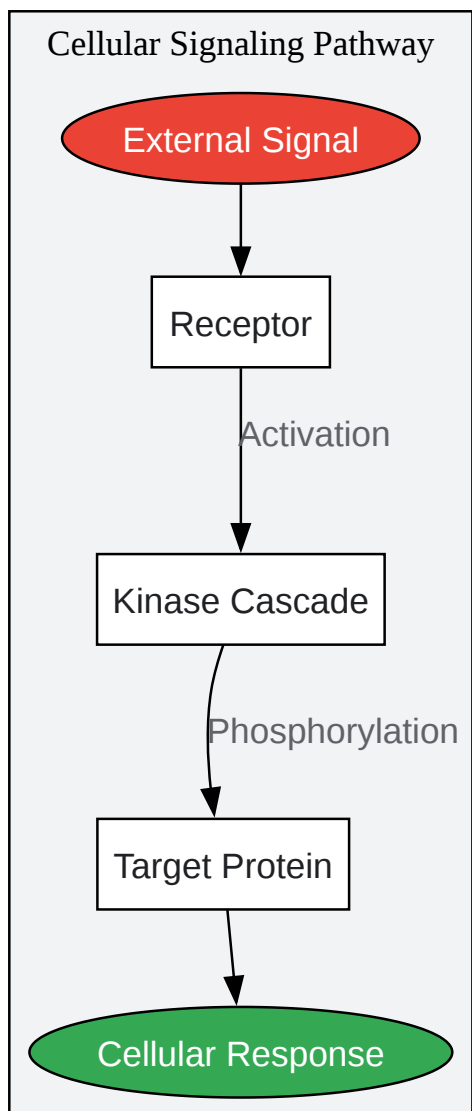 Cellular Signaling Pathway
External Signal
Receptor
Activation
Kinase Cascade
Phosphorylation
Target Protein
Cellular Response